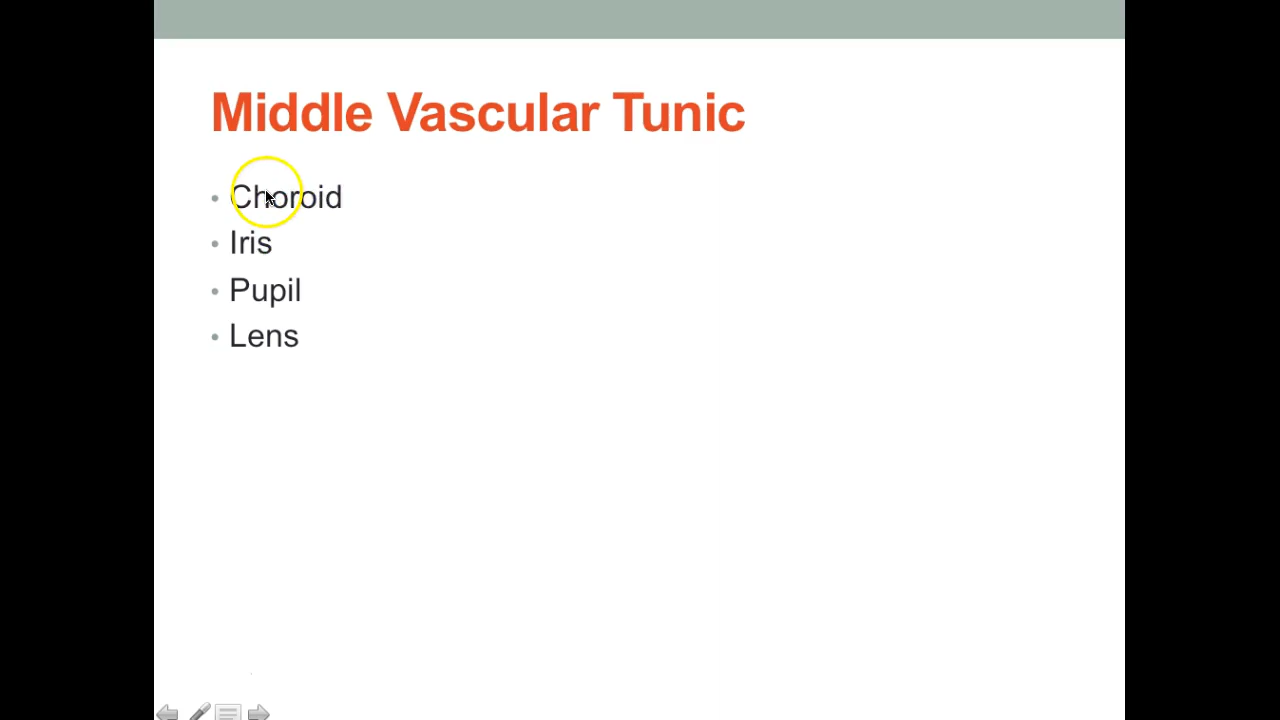 Middle Vascular Tunic
• Choroid
• Iris
• Pupil
• Lens